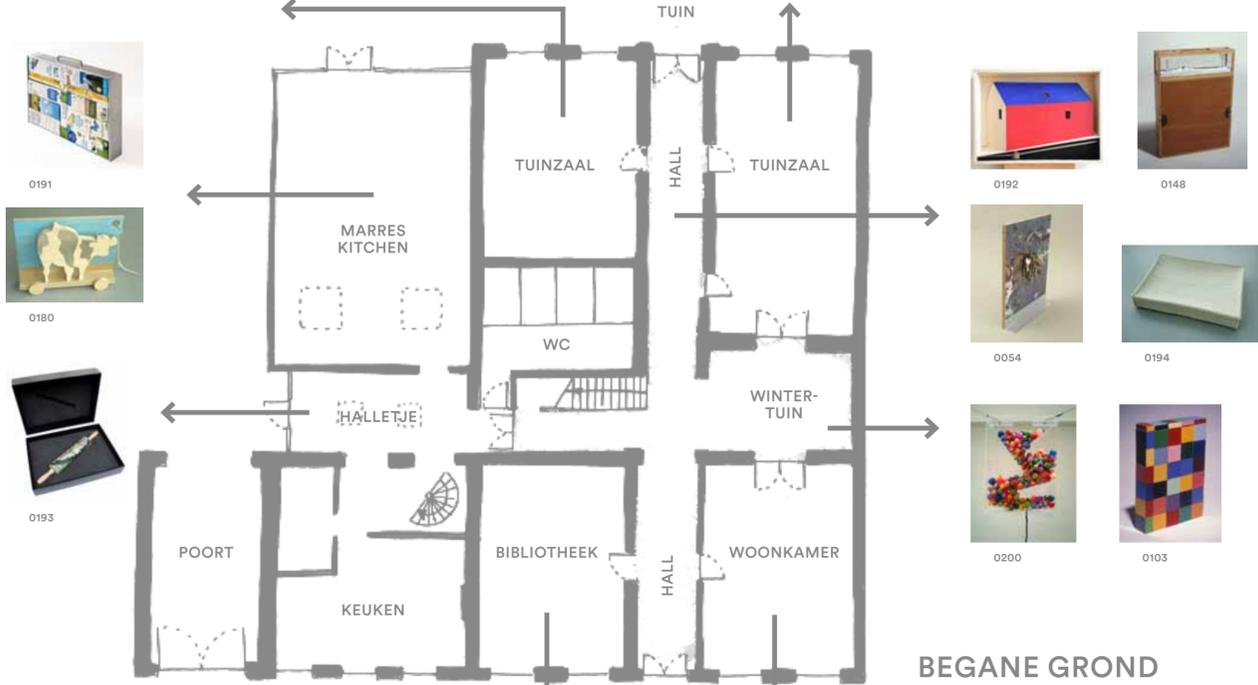 TUIN
0191
0192
0148
TUINZAAL
HALL
TUINZAAL
MARRES
KITCHEN
0180
WC
0054
0194
HALLETJE
WINTER-
TUIN
0193
POORT
BIBLIOTHEEK
HALL
WOONKAMER
0200
0103
KEUKEN
BEGANE GROND